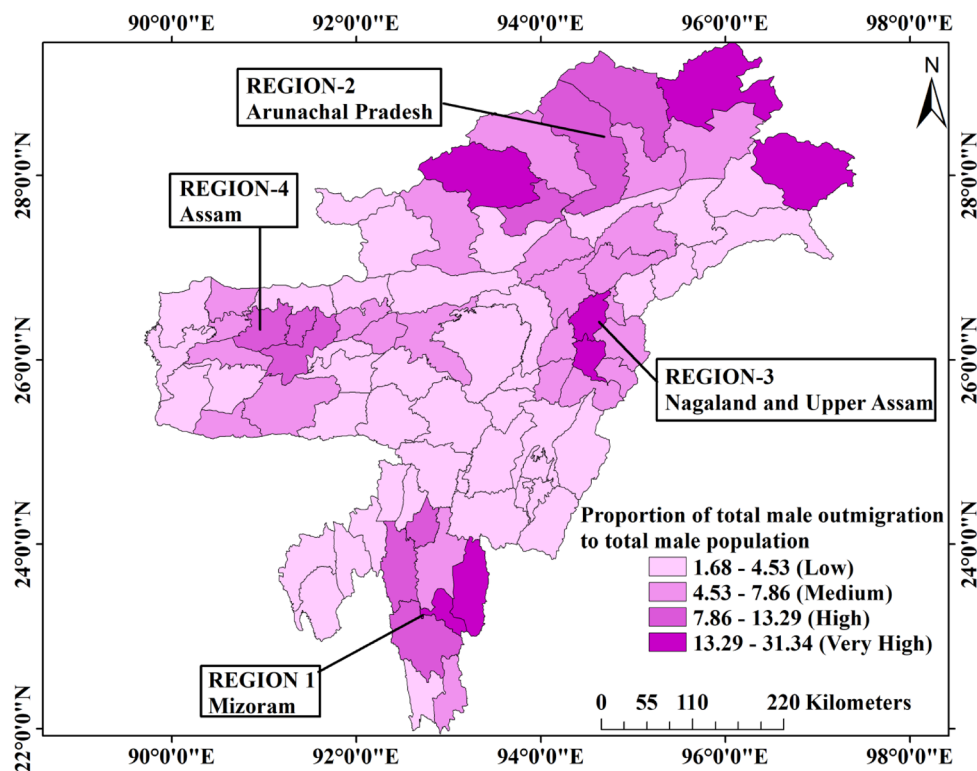 90°0'0"E 92°0'0"E 94°0'0"E 96°0'0"E 98°0'0"E
N
REGION-2
Arunachal Pradesh
28°0'0"N
28°0'0"N
REGION-4
Assam
26°0'0"N
26°0'0"N
REGION-3
Nagaland and Upper Assam
24°0'0"N
24°0'0"N
Proportion of total male outmigration
to total male population
1.68 - 4.53 (Low)
4.53 - 7.86 (Medium)
7.86 - 13.29 (High)
13.29 - 31.34 (Very High)
REGION 1
Mizoram
0 55 110 220 Kilometers
22°0'0"N
22°0'0"N
90°0'0"E 92°0'0"E 94°0'0"E 96°0'0"E 98°0'0"E